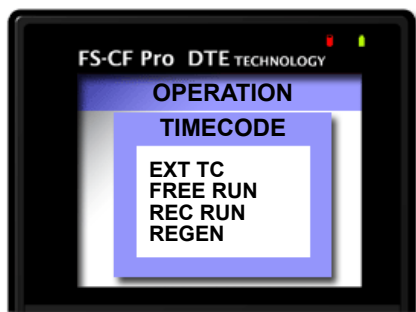 FS-CF Pro DTE TECHNOLOGY
OPERATION
TIMECODE
EXT TC
FREE RUN
REC RUN
REGEN